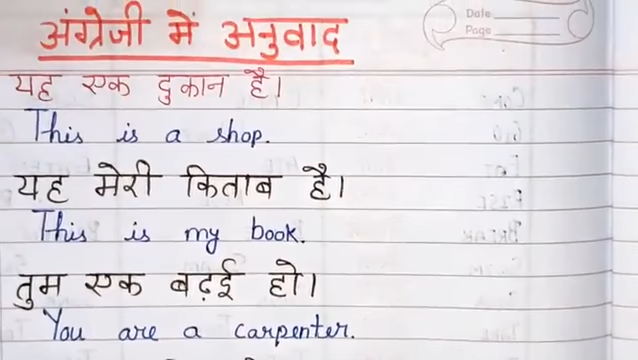 अंग्रेजी में अनुवाद
Date
Page
यह एक दुकान है।
This is a shop.
यह मेरी किताब है।
This is my book.
तुम एक बढ़ई हो।
You are a carpenter.